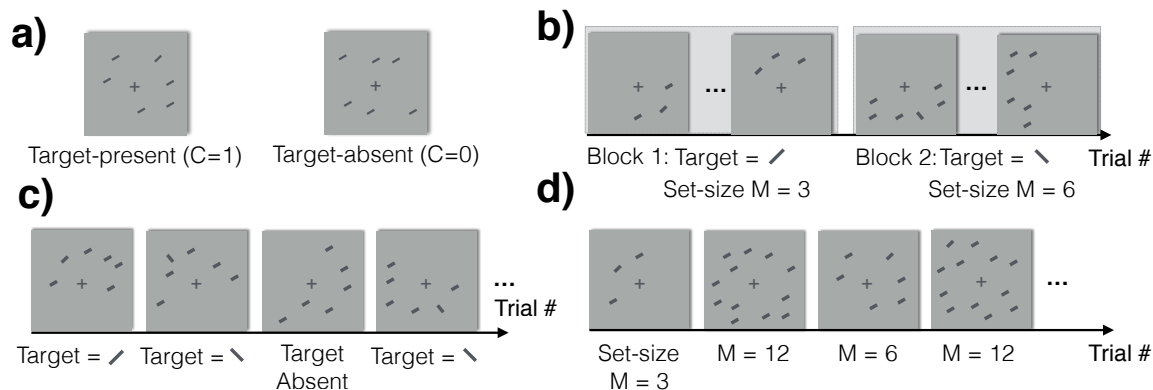 a)
Target-present (C=1)
Target-absent (C=0)
b)
...
...
Block 1: Target =
Block 2: Target =
Trial #
Set-size M = 3
Set-size M = 6
c)
...
Trial #
Target =
Target =
Target
Absent
Target =
d)
...
Set-size
M = 3
M = 12
M = 6
M = 12
Trial #